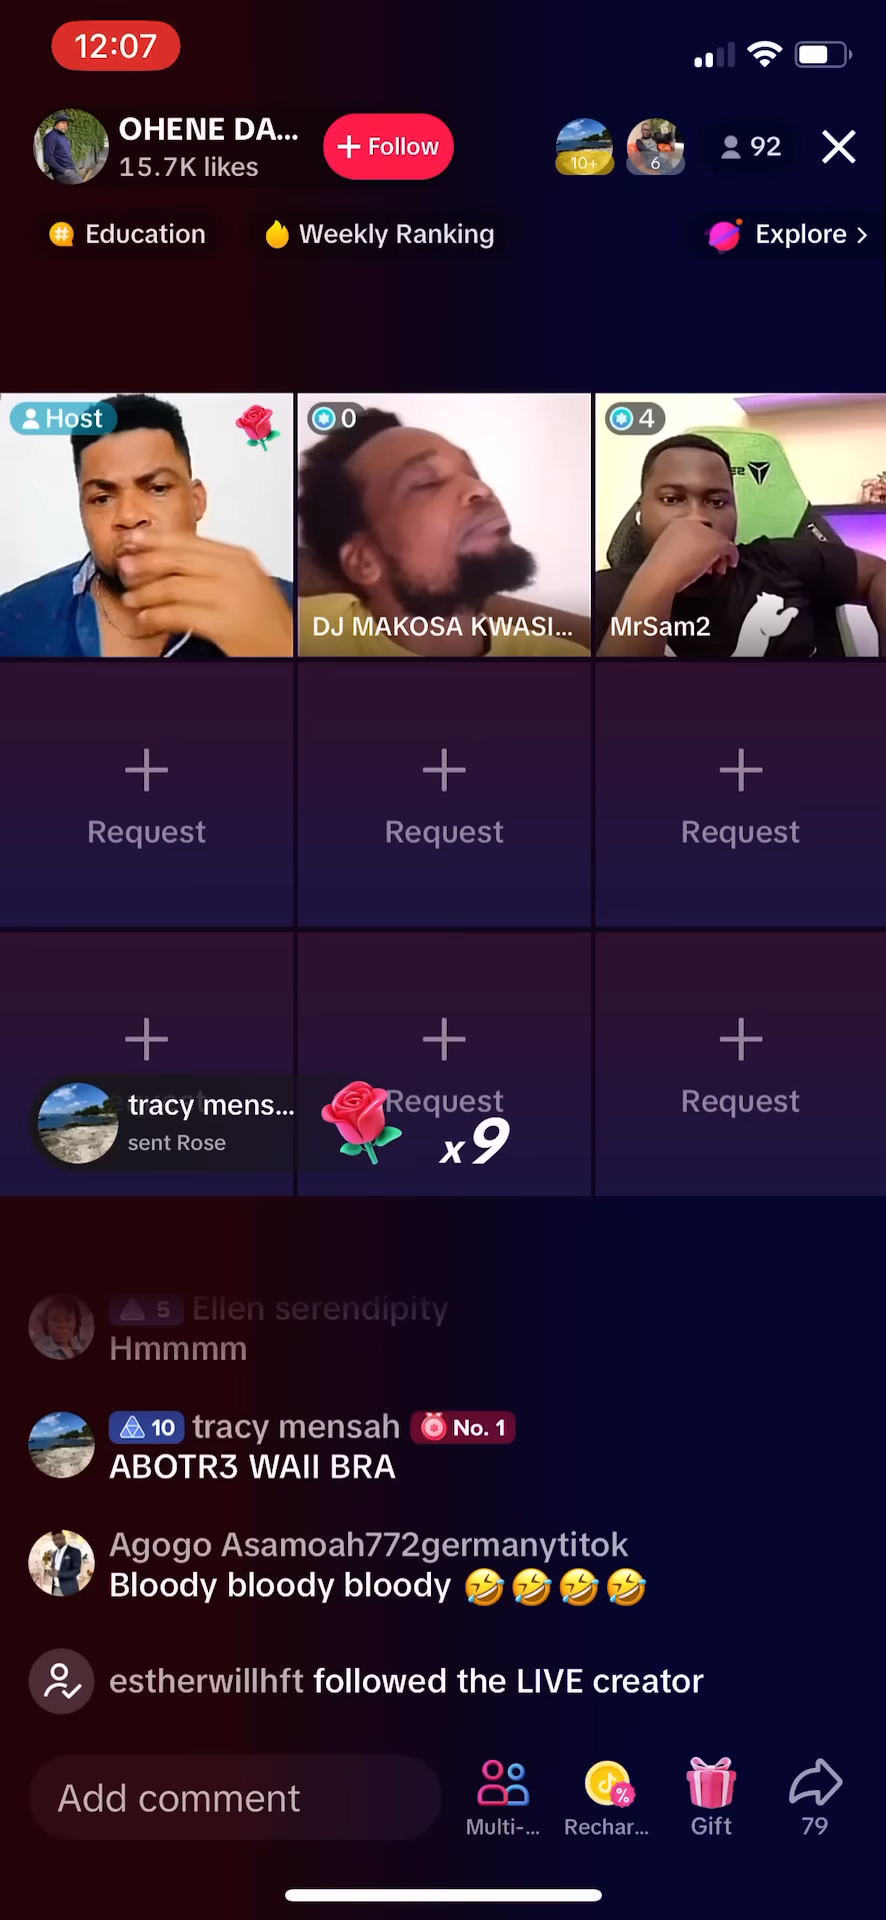 12:07
OHENE DA...
15.7K likes
+ Follow
10+
6
92
Education
Weekly Ranking
Explore >
Host
0
4
DJ MAKOSA KWASI...
MrSam2
Request
Request
Request
Request
Request
tracy mens...
sent Rose
x9
5 Ellen serendipity
Hmmmm
10 tracy mensah No. 1
ABOTR3 WAII BRA
Agogo Asamoah772germanytitok
Bloody bloody bloody 🤣🤣🤣🤣
estherwillhft followed the LIVE creator
Add comment
Multi-...
Rechar...
Gift
79